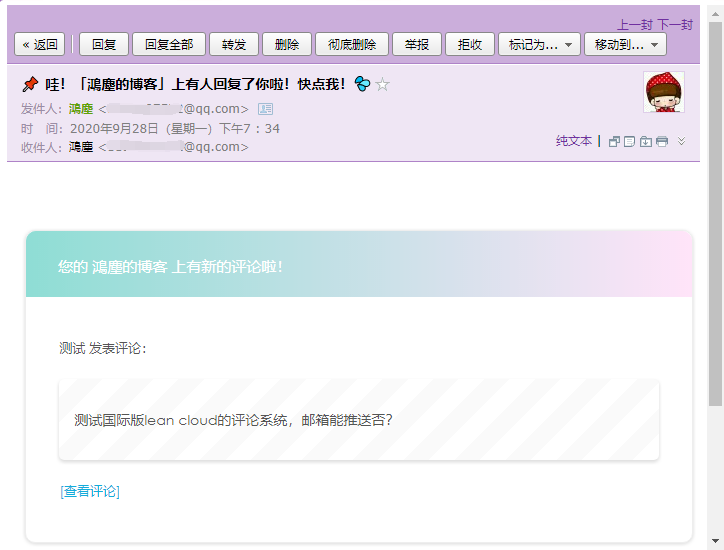 上一封 下一封
« 返回 回复 回复全部 转发 删除 彻底删除 举报 拒收 标记为... 移动到...
哇！「鴻塵的博客」上有人回复了你啦！快点我！
发件人：鴻塵 < @qq.com>
时 间：2020年9月28日（星期一）下午7：34
纯文本 |
收件人：鴻塵 < @qq.com>
您的 鴻塵的博客 上有新的评论啦！
测试 发表评论：
测试国际版lean cloud的评论系统，邮箱能推送否？
[查看评论]